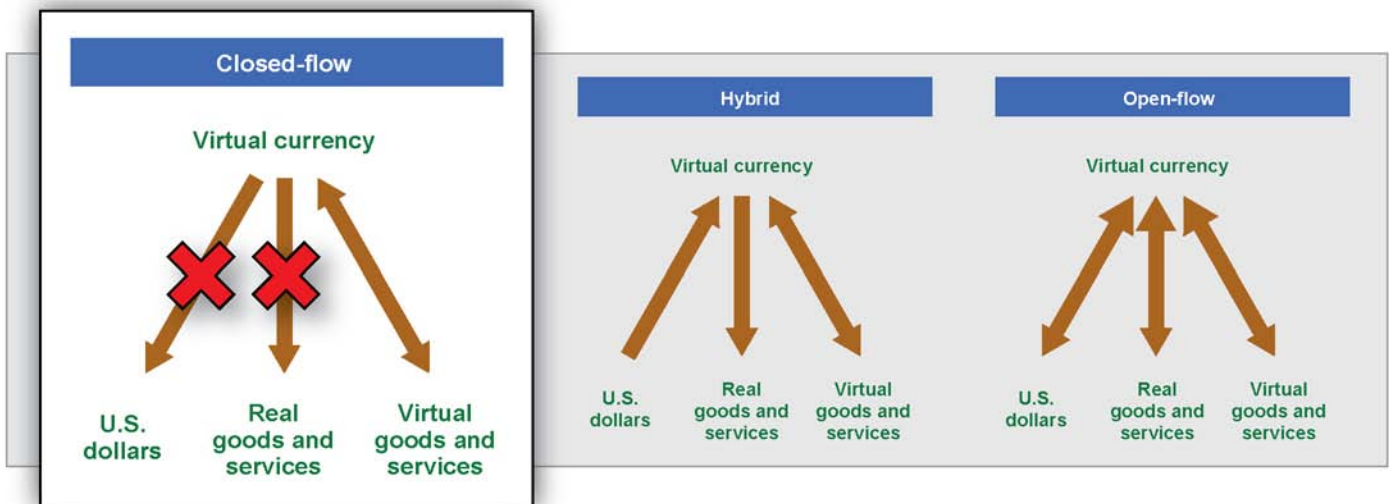 Closed-flow
Virtual currency
U.S.
dollars
Real
goods and
services
Virtual
goods and
services
Hybrid
Virtual currency
U.S.
dollars
Real
goods and
services
Virtual
goods and
services
Open-flow
Virtual currency
U.S.
dollars
Real
goods and
services
Virtual
goods and
services